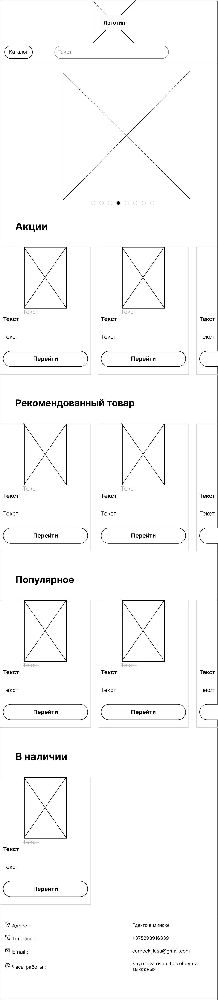 Логотип
Каталог
Текст
Акции
Текст
Текст
Текст
Текст
Текст
Текст
Текст
Текст
Перейти
Перейти
Рекомендованный товар
Текст
Текст
Текст
Текст
Текст
Текст
Текст
Текст
Перейти
Перейти
Популярное
Текст
Текст
Текст
Текст
Текст
Текст
Текст
Текст
Перейти
Перейти
В наличии
Текст
Текст
Текст
Перейти
Адрес :
Где-то в минске
Телефон :
+375293916339
Email :
cerneckijlesa@gmail.com
Часы работы :
Круглосуточно, без обеда и
выходных